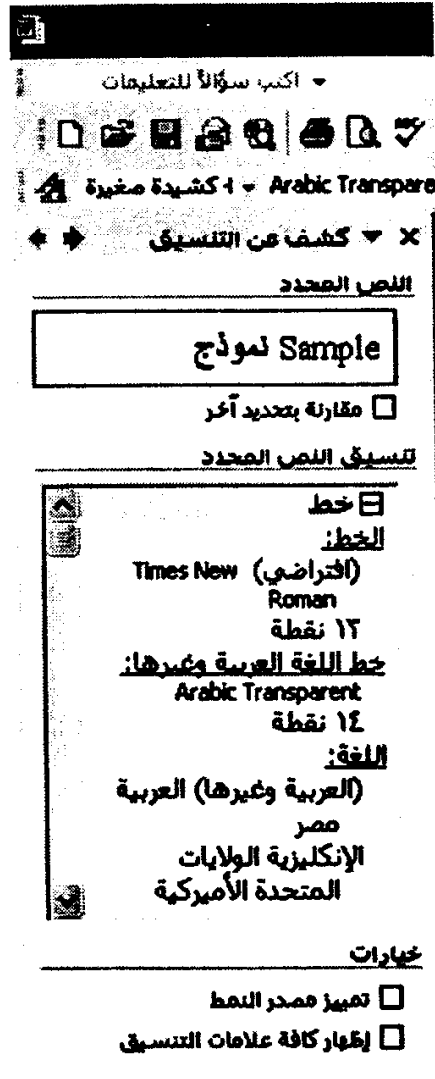 اكتب سؤالاً للتعليمات
ABC
كشيدة صغيرة Arabic Transpare
كشف عن التنسيق
النص المحدد
Sample نموذج
مقارنة بتحديد آخر
تنسيق النص المحدد
خط
الخط:
(افتراضي) Times New
Roman
١٢ نقطة
خط اللغة العربية وغيرها:
Arabic Transparent
١٤ نقطة
اللغة:
(العربية وغيرها) العربية
مصر
الإنكليزية الولايات
المتحدة الأميركية
خيارات
تمييز مصدر النمط
إظهار كافة علامات التنسيق